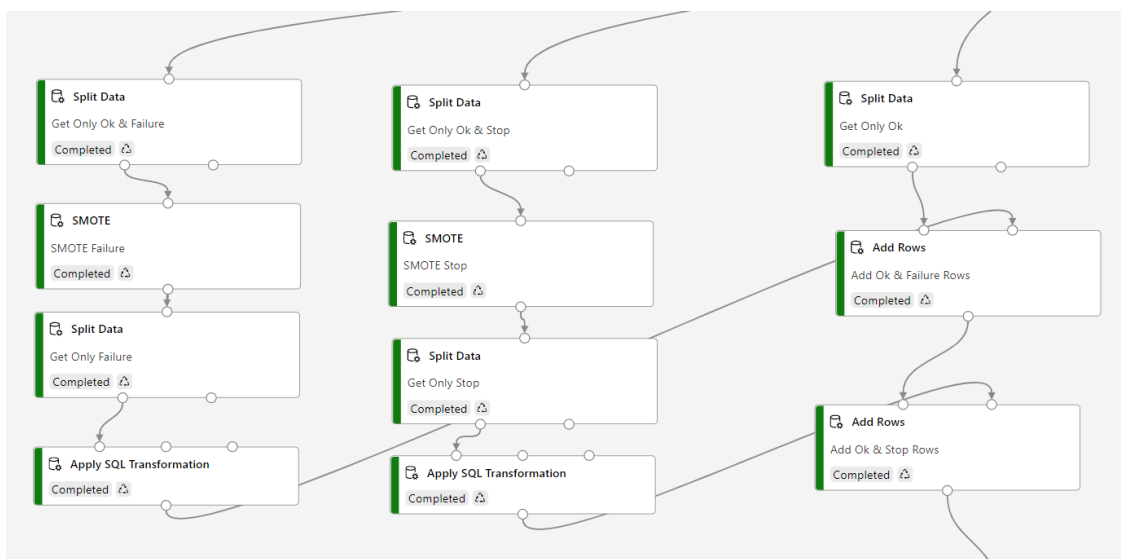 Split Data
Get Only Ok & Failure
Completed
SMOTE
SMOTE Failure
Completed
Split Data
Get Only Failure
Completed
Apply SQL Transformation
Completed
Split Data
Get Only Ok & Stop
Completed
SMOTE
SMOTE Stop
Completed
Split Data
Get Only Stop
Completed
Apply SQL Transformation
Completed
Split Data
Get Only Ok
Completed
Add Rows
Add Ok & Failure Rows
Completed
Add Rows
Add Ok & Stop Rows
Completed